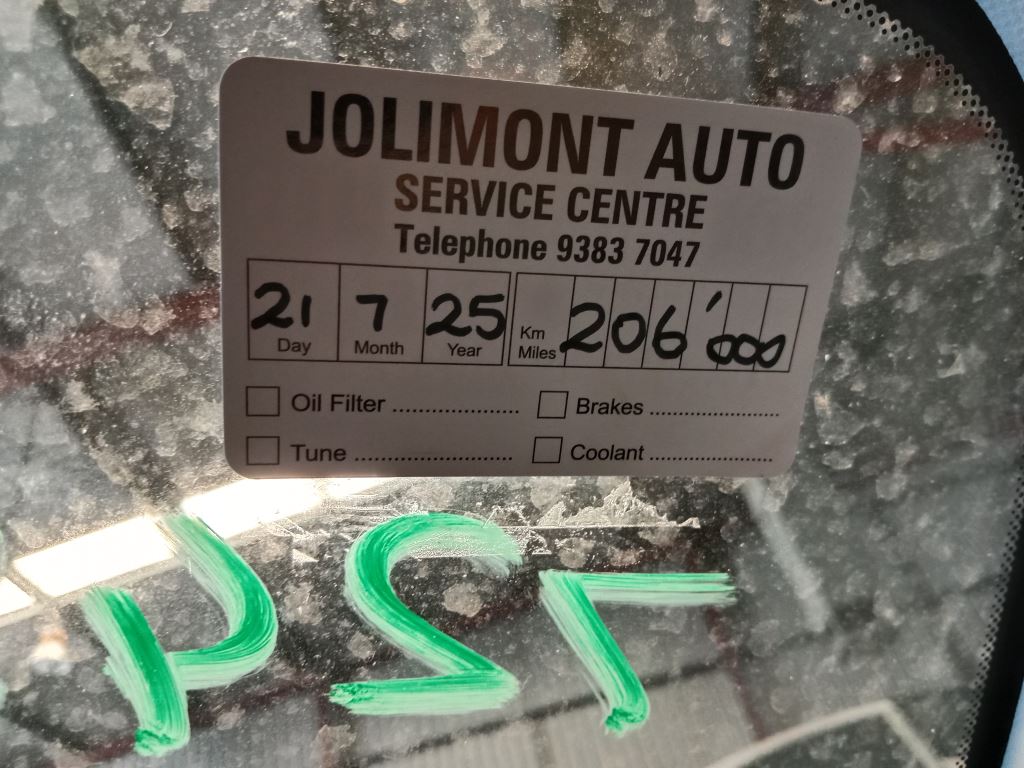 JOLIMONT AUTO
SERVICE CENTRE
Telephone 9383 7047
21 7 25 206'000
Day Month Year Km Miles
Oil Filter .................... Brakes ....................
Tune .................... Coolant ....................
724